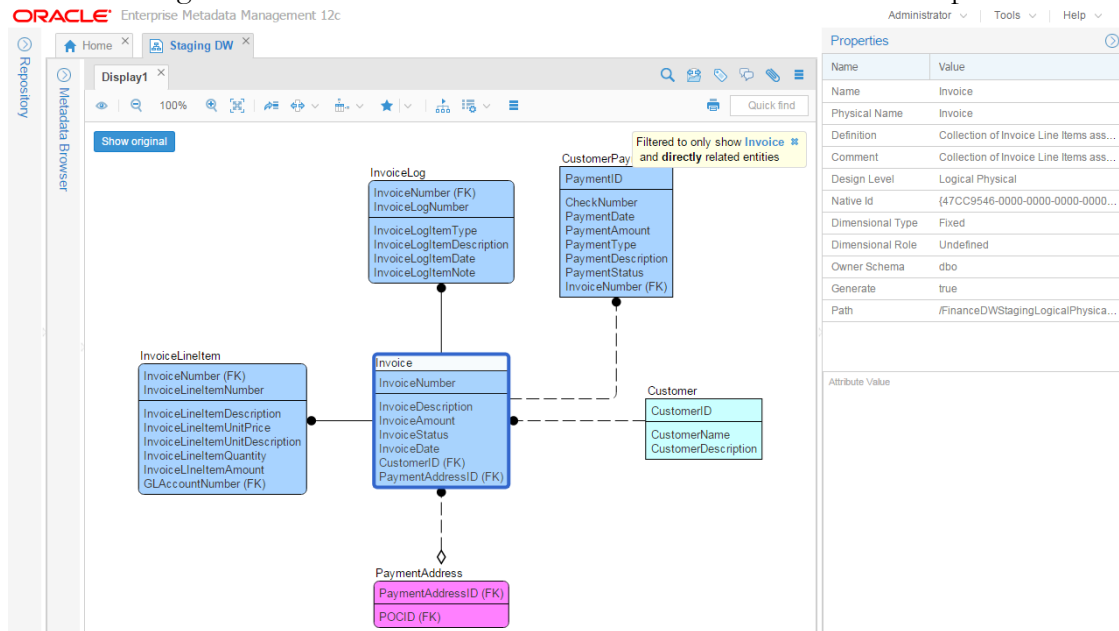 ORACLE Enterprise Metadata Management 12c
Administrator Tools Help
Repository
Metadata Browser
Home
Staging DW
Display1
100%
Quick find
Show original
Filtered to only show Invoice
and directly related entities
InvoiceLog
InvoiceNumber (FK)
InvoiceLogNumber
InvoiceLogItemType
InvoiceLogItemDescription
InvoiceLogItemDate
InvoiceLogItemNote
CustomerPay
PaymentID
CheckNumber
PaymentDate
PaymentAmount
PaymentType
PaymentDescription
PaymentStatus
InvoiceNumber (FK)
InvoiceLineItem
InvoiceNumber (FK)
InvoiceLineItemNumber
InvoiceLineItemDescription
InvoiceLineItemUnitPrice
InvoiceLineItemUnitDescription
InvoiceLineItemQuantity
InvoiceLIneItemAmount
GLAccountNumber (FK)
Invoice
InvoiceNumber
InvoiceDescription
InvoiceAmount
InvoiceStatus
InvoiceDate
CustomerID (FK)
PaymentAddressID (FK)
Customer
CustomerID
CustomerName
CustomerDescription
PaymentAddress
PaymentAddressID (FK)
POCID (FK)
Properties
Name Value
Name Invoice
Physical Name Invoice
Definition Collection of Invoice Line Items ass...
Comment Collection of Invoice Line Items ass...
Design Level Logical Physical
Native Id {47CC9546-0000-0000-0000-0000...
Dimensional Type Fixed
Dimensional Role Undefined
Owner Schema dbo
Generate true
Path /FinanceDWStagingLogicalPhysica...
Attribute Value